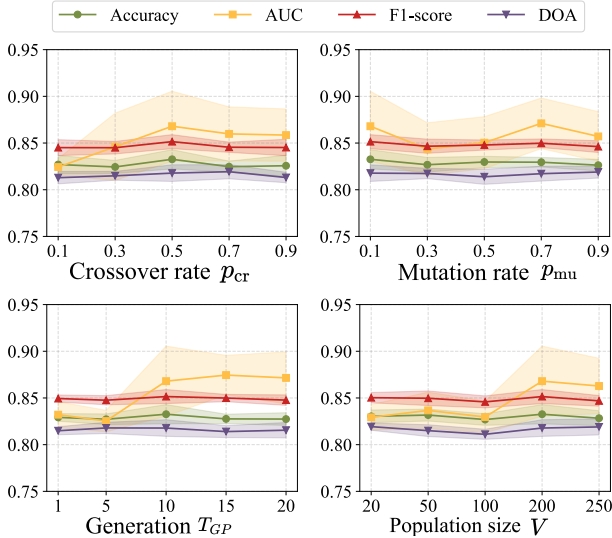 Accuracy AUC F1-score DOA
0.95 0.95
0.90 0.90
0.85 0.85
0.80 0.80
0.75 0.75
0.1 0.3 0.5 0.7 0.9 0.1 0.3 0.5 0.7 0.9
Crossover rate p_cr Mutation rate p_mu
0.95 0.95
0.90 0.90
0.85 0.85
0.80 0.80
0.75 0.75
1 5 10 15 20 20 50 100 200 250
Generation T_GP Population size V